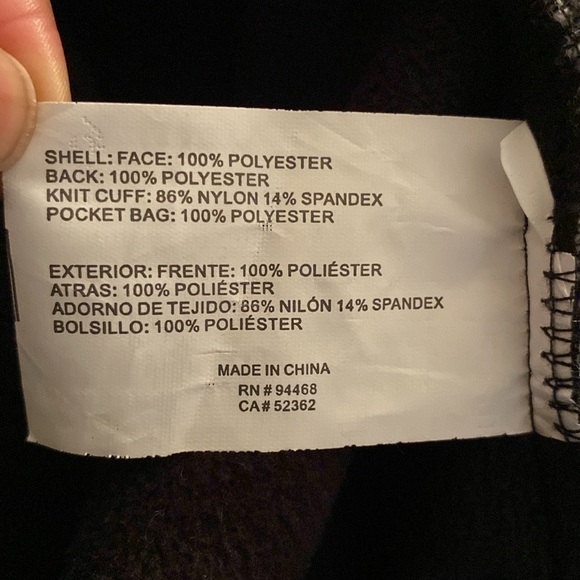 SHELL: FACE: 100% POLYESTER
BACK: 100% POLYESTER
KNIT CUFF: 86% NYLON 14% SPANDEX
POCKET BAG: 100% POLYESTER
EXTERIOR: FRENTE: 100% POLIÉSTER
ATRAS: 100% POLIÉSTER
ADORNO DE TEJIDO: 86% NILÓN 14% SPANDEX
BOLSILLO: 100% POLIÉSTER
MADE IN CHINA
RN # 94468
CA # 52362